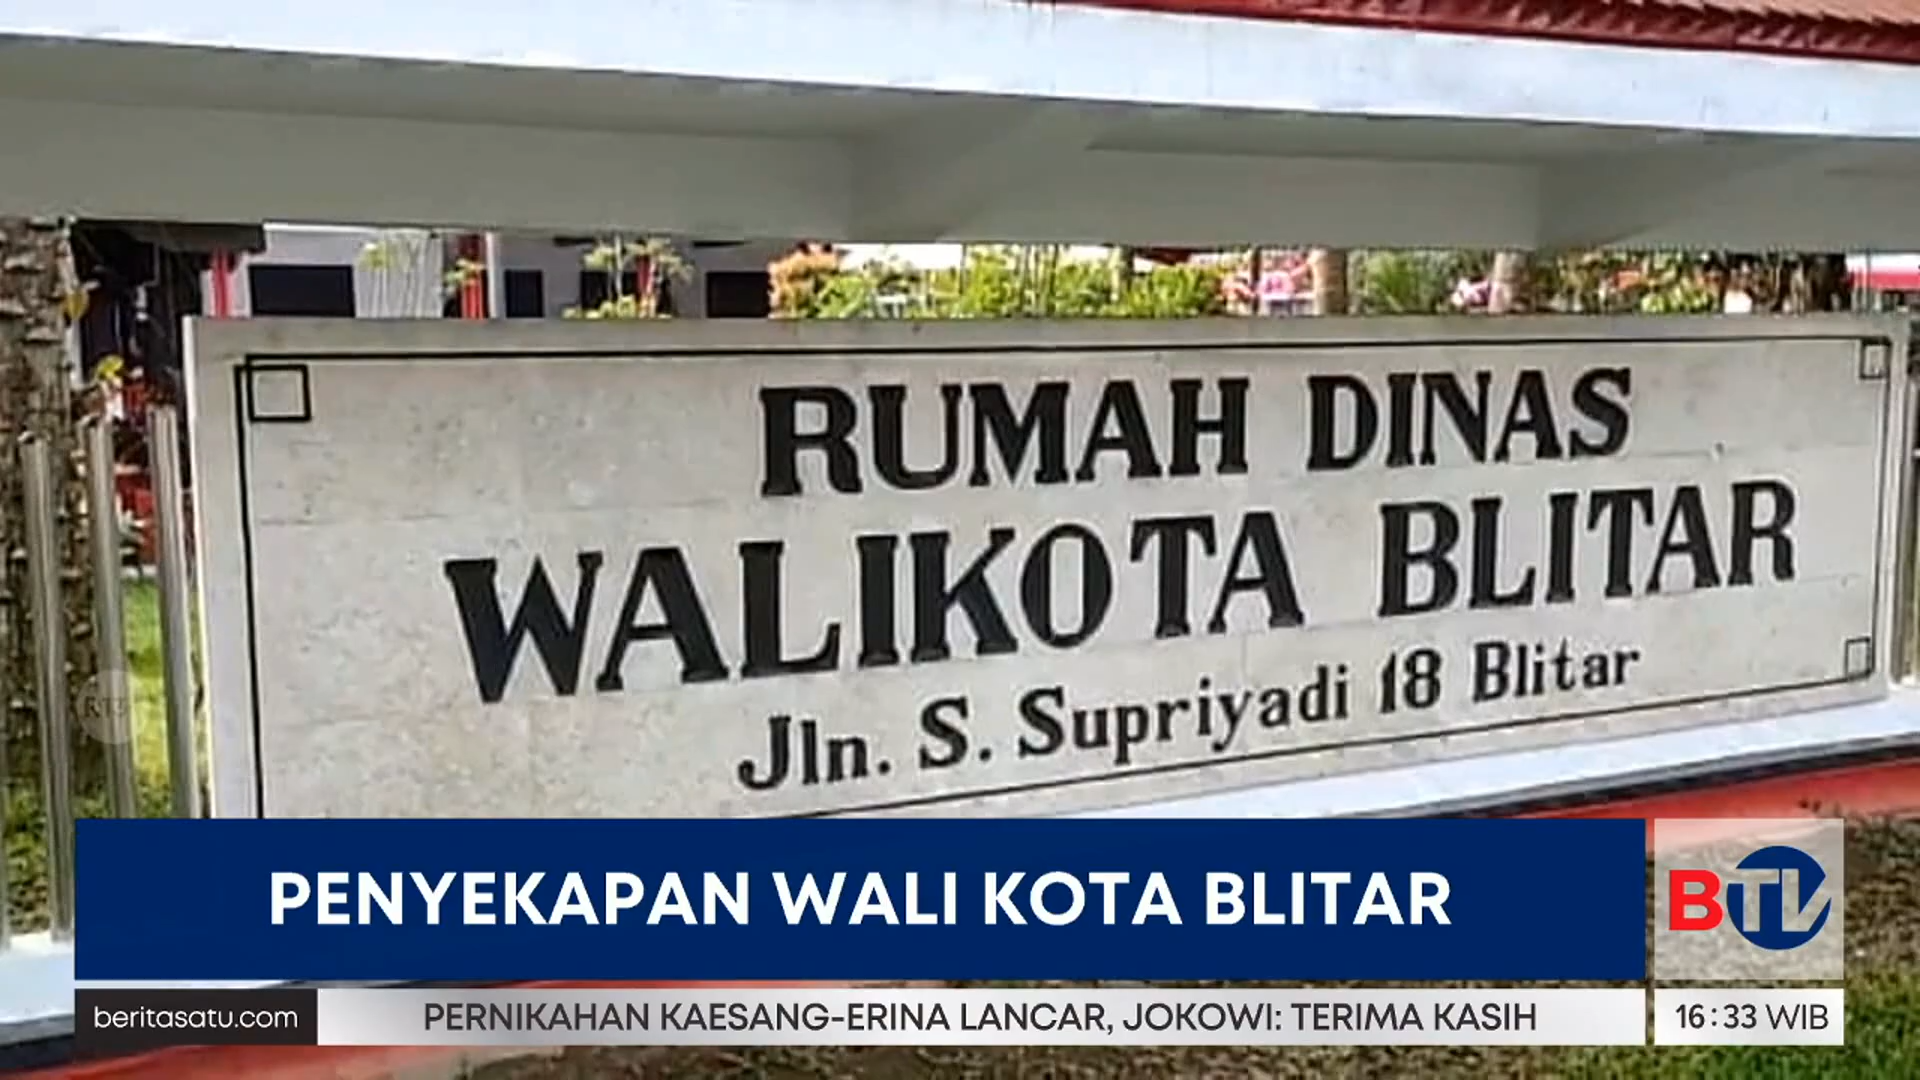 RUMAH DINAS
WALIKOTA BLITAR
Jln. S. Supriyadi 18 Blitar
PENYEKAPAN WALI KOTA BLITAR
BTV
beritasatu.com
PERNIKAHAN KAESANG-ERINA LANCAR, JOKOWI: TERIMA KASIH
16:33 WIB